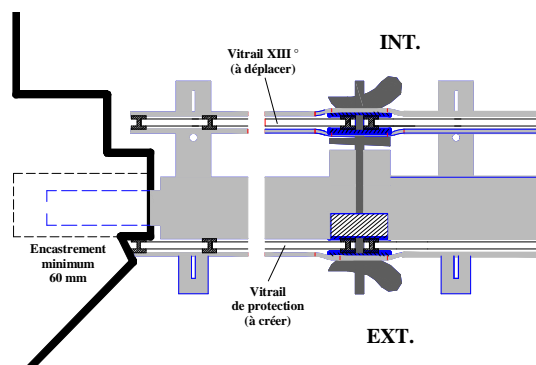 Vitrail XIII °
(à déplacer)
INT.
Encastrement
minimum
60 mm
Vitrail
de protection
(à créer)
EXT.